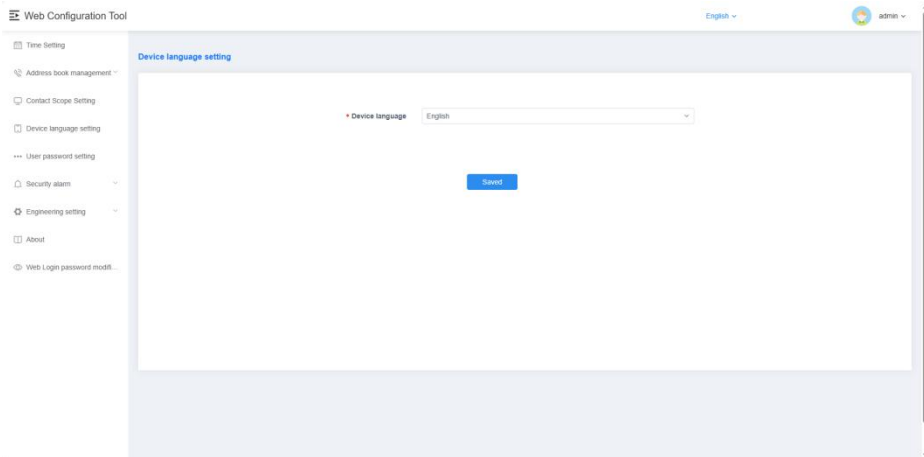 Web Configuration Tool
English
admin
Time Setting
Address book management
Contact Scope Setting
Device language setting
User password setting
Security alarm
Engineering setting
About
Web Login password modifi...
Device language setting
* Device language
English
Saved